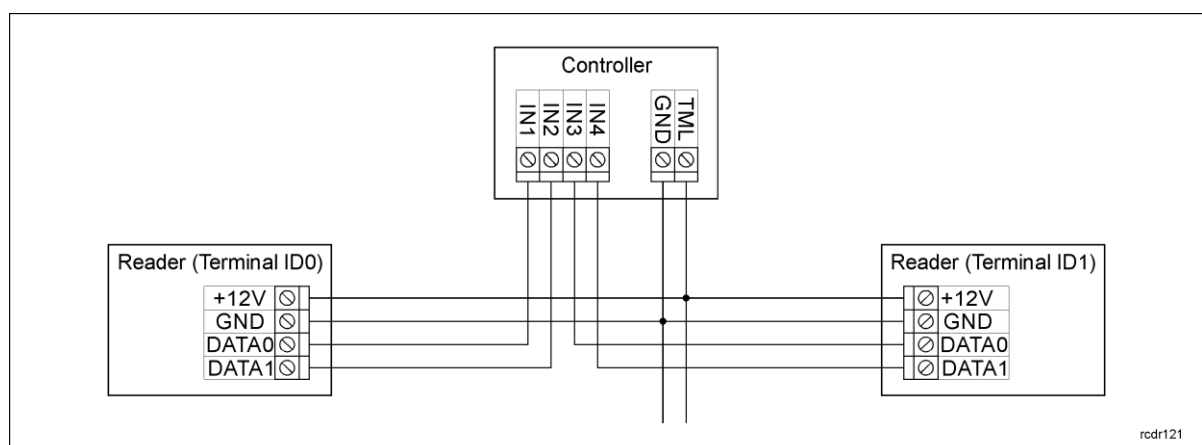 Controller
IN1
IN2
IN3
IN4
GND
TML
Reader (Terminal ID0)
+12V
GND
DATA0
DATA1
Reader (Terminal ID1)
+12V
GND
DATA0
DATA1
rcdr121